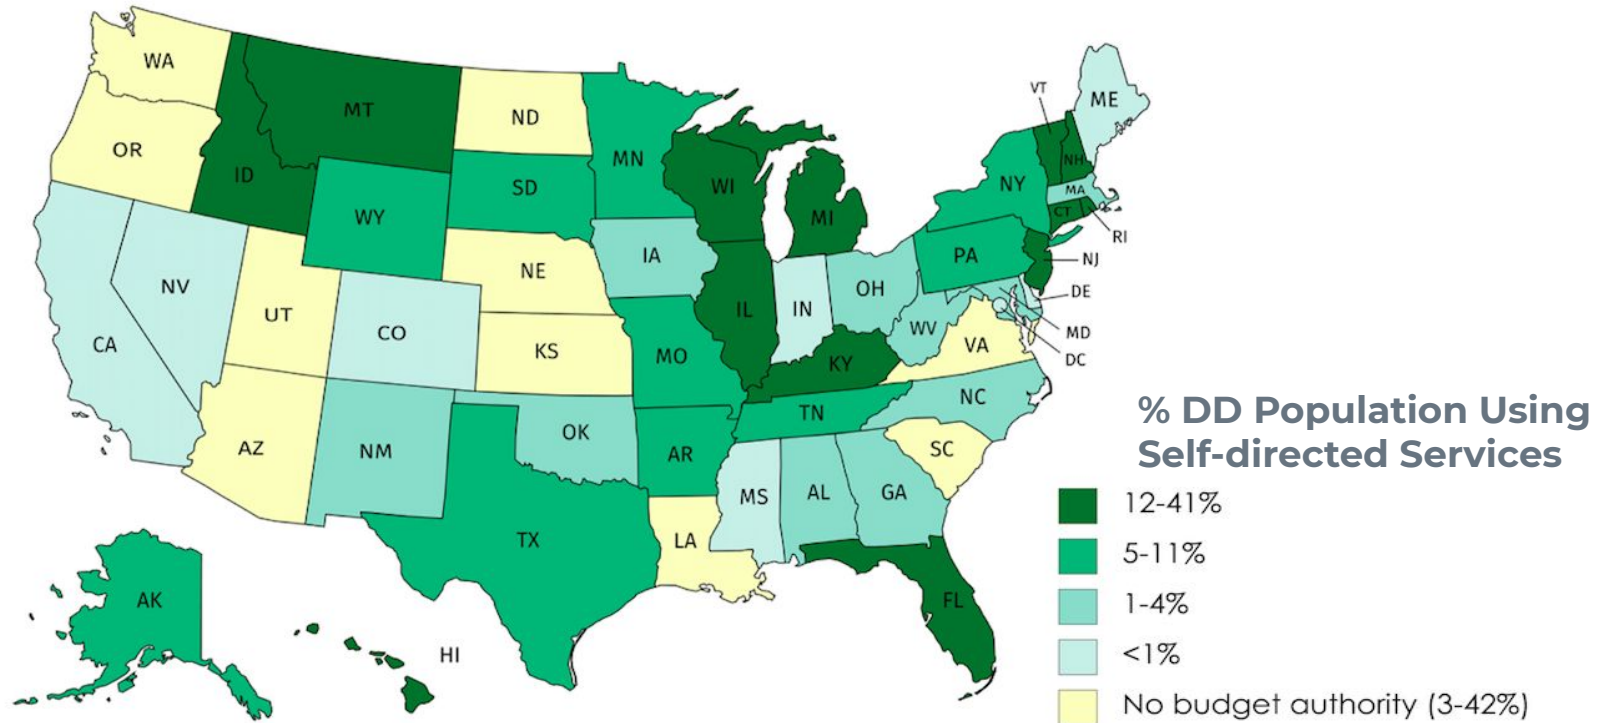 WA
MT
ND
OR
ID
MN
SD
WY
WI
MI
VT
ME
NH
NY
MA
CT
RI
NJ
PA
DE
MD
DC
IA
NE
NV
UT
CO
CA
KS
MO
IL
IN
OH
WV
VA
KY
NC
TN
AZ
NM
OK
AR
SC
MS
AL
GA
TX
LA
FL
AK
HI
% DD Population Using
Self-directed Services
12-41%
5-11%
1-4%
<1%
No budget authority (3-42%)